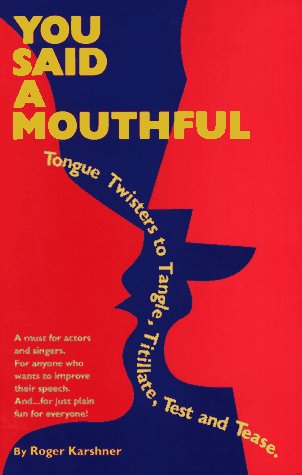 YOU
SAID
A
MOUTHFUL
Tongue Twisters to Tangle, Titillate, Test and Tease.
A must for actors
and singers.
For anyone who
wants to improve
their speech.
And...for just plain
fun for everyone!
By Roger Karshner